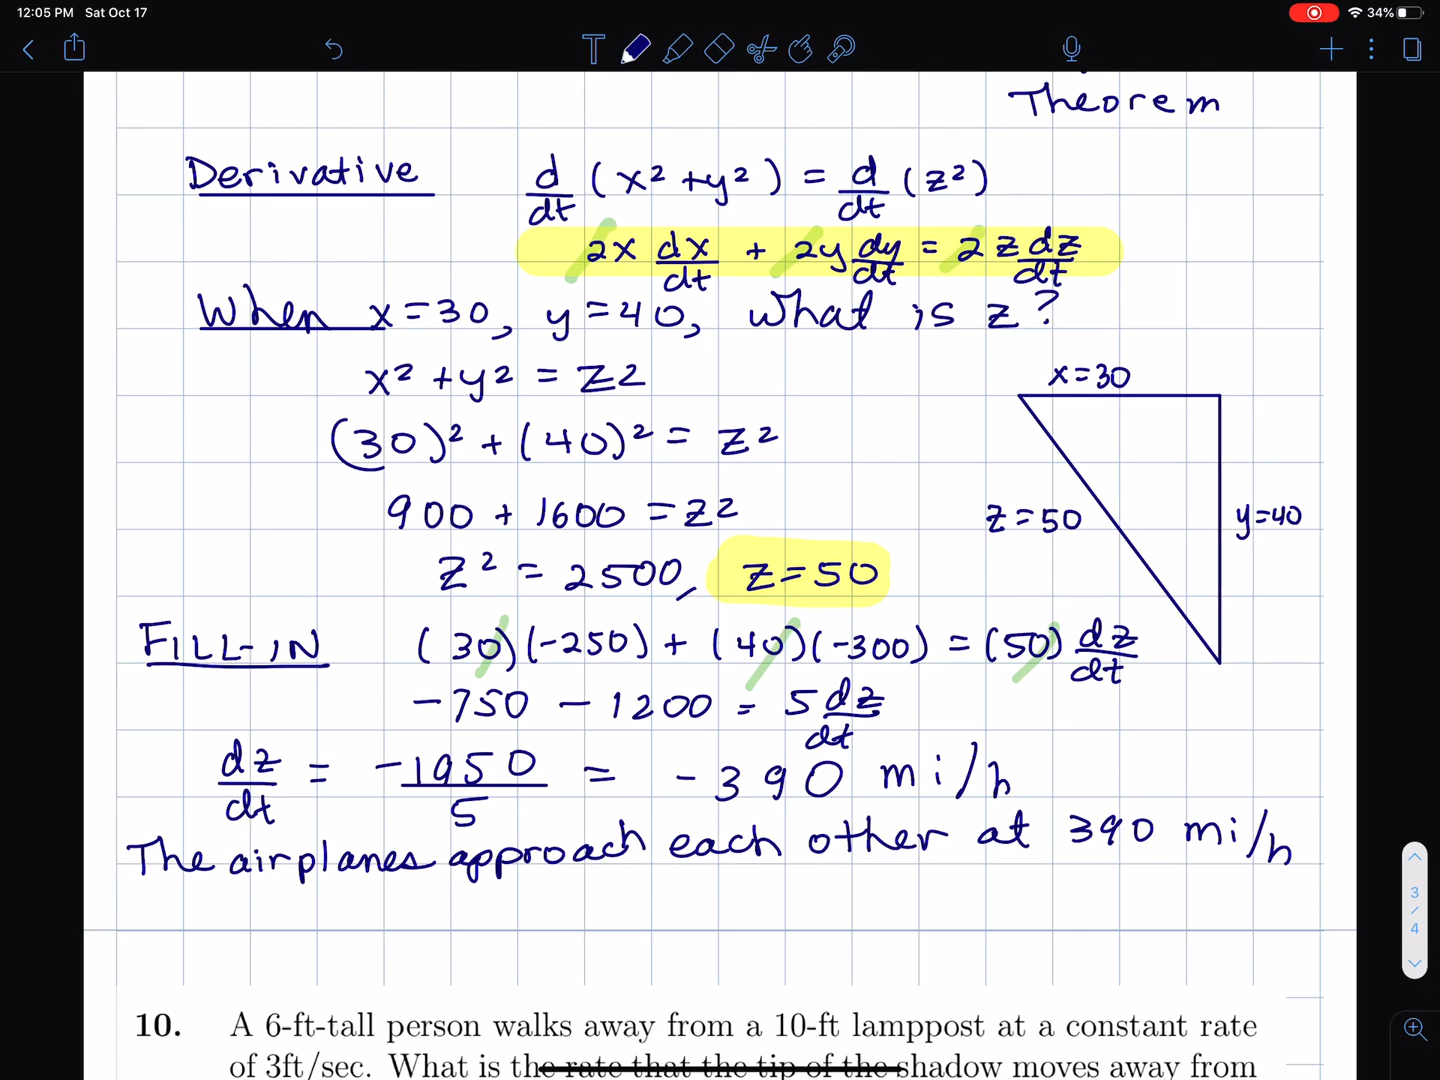 12:05 PM Sat Oct 17
34%
Theorem
Derivative d/dt (x² + y²) = d/dt (z²)
2x dx/dt + 2y dy/dt = 2 z dz/dt
When x = 30, y = 40, what is z?
x² + y² = z²
x = 30
(30)² + (40)² = z²
900 + 1600 = z²
z = 50
y = 40
z² = 2500, z = 50
FILL-IN (30)(-250) + (40)(-300) = (50) dz/dt
-750 - 1200 = 5 dz/dt
dz/dt = -1950/5 = -390 mi/h
The airplanes approach each other at 390 mi/h
3/4
10. A 6-ft-tall person walks away from a 10-ft lamppost at a constant rate
of 3ft/sec. What is the rate that the tip of the shadow moves away from